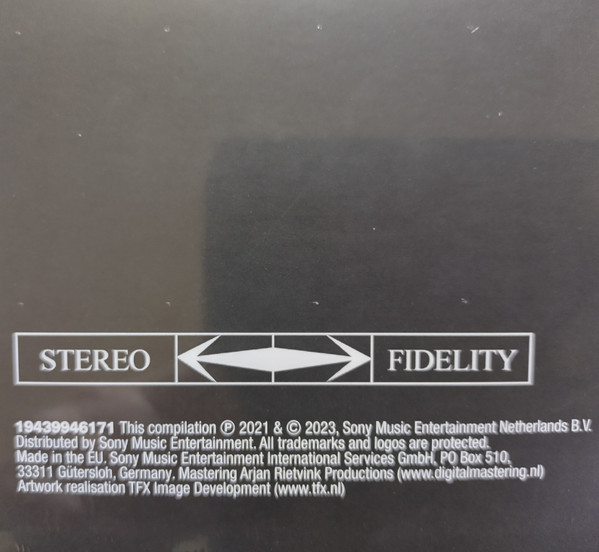 STEREO FIDELITY
19439946171 This compilation ℗ 2021 & © 2023, Sony Music Entertainment Netherlands B.V.
Distributed by Sony Music Entertainment. All trademarks and logos are protected.
Made in the EU. Sony Music Entertainment International Services GmbH, PO Box 510,
33311 Gütersloh, Germany. Mastering Arjan Rietvink Productions (www.digitalmastering.nl)
Artwork realisation TFX Image Development (www.tfx.nl)